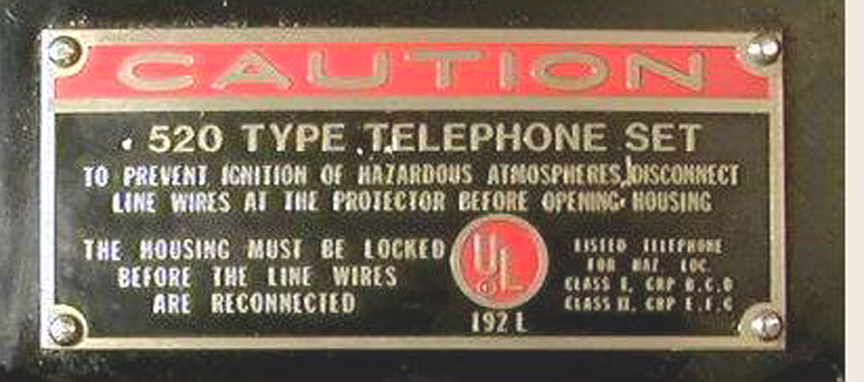 CAUTION
520 TYPE TELEPHONE SET
TO PREVENT IGNITION OF HAZARDOUS ATMOSPHERES, DISCONNECT
LINE WIRES AT THE PROTECTOR BEFORE OPENING HOUSING
THE HOUSING MUST BE LOCKED
BEFORE THE LINE WIRES
ARE RECONNECTED
UL
192 L
LISTED TELEPHONE
FOR HAZ. LOC.
CLASS I, GRP B.C.D
CLASS II, GRP E.F.G